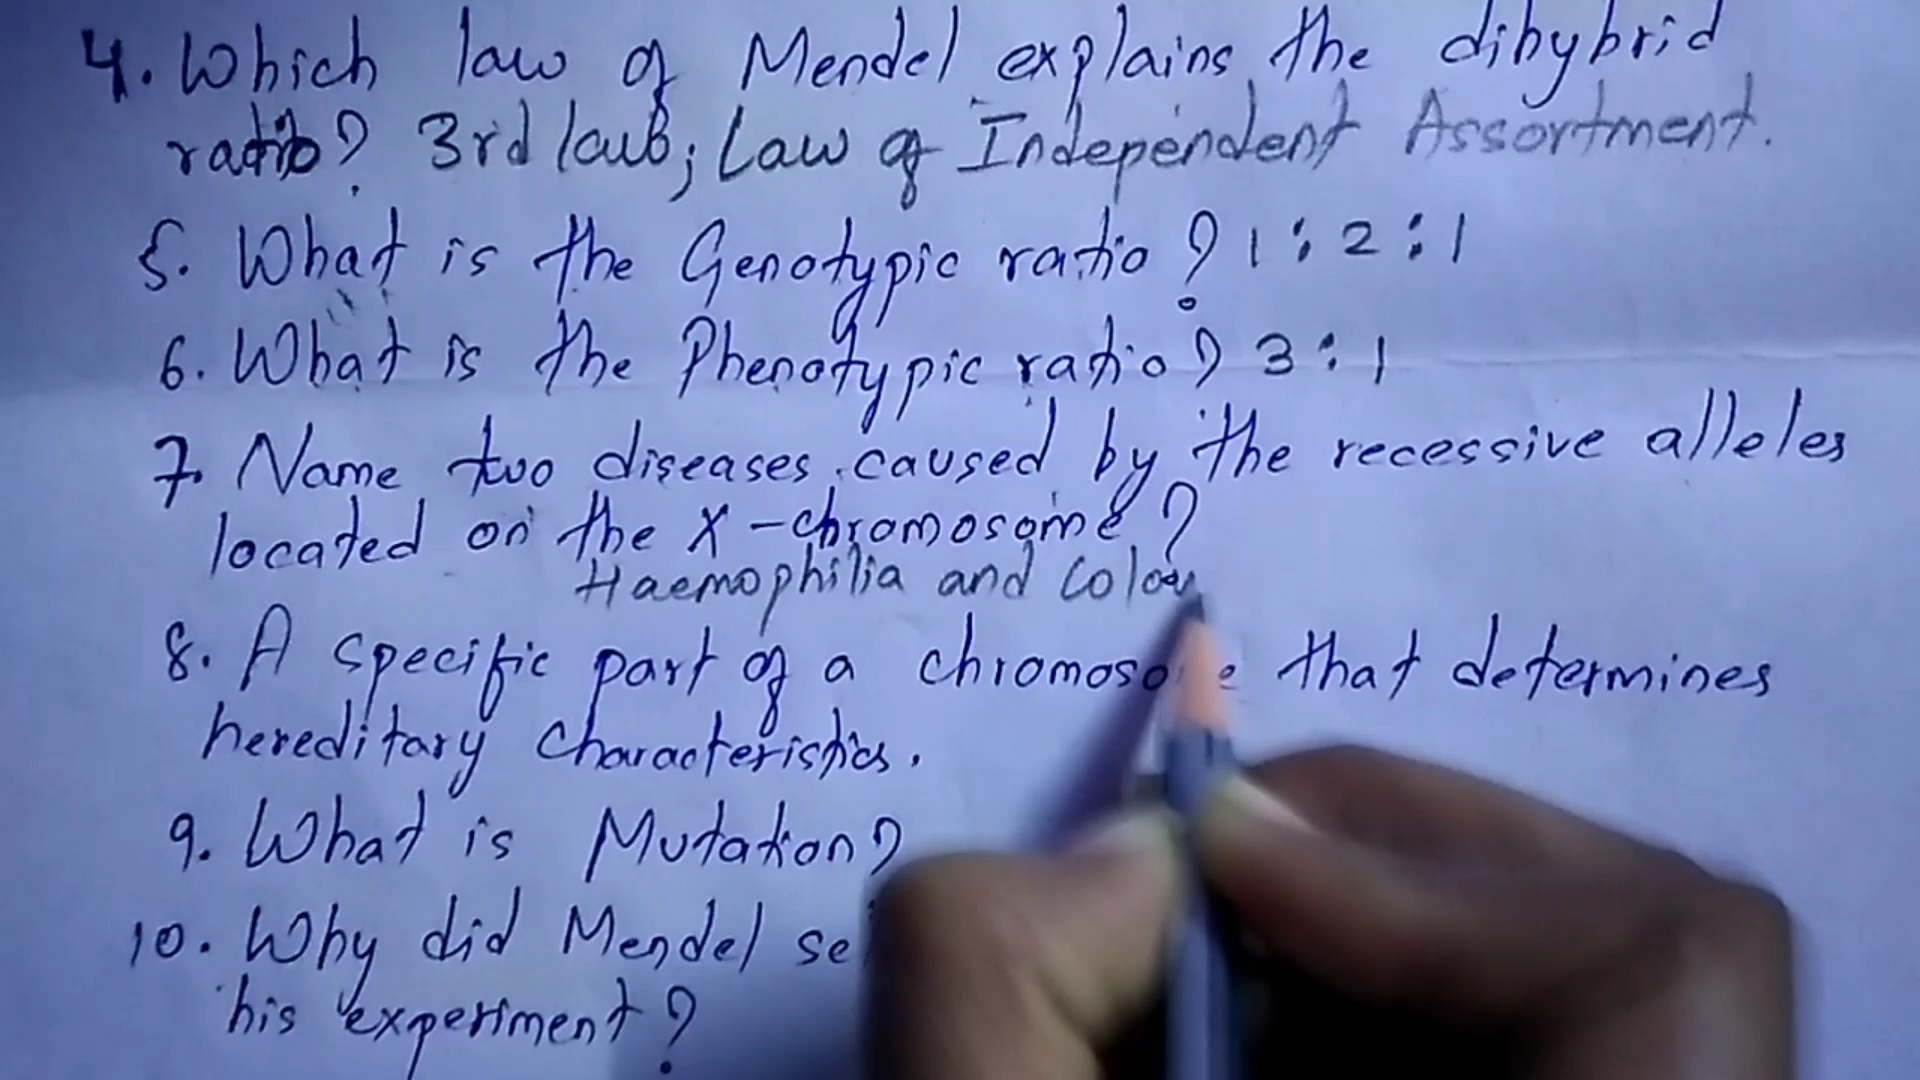 4. Which law of Mendel explains the dihybrid
ratio? 3rd law; Law of Independent Assortment.
5. What is the Genotypic ratio? 1:2:1
6. What is the Phenotypic ratio? 3:1
7. Name two diseases caused by the recessive alleles
located on the X-chromosome?
Haemophilia and Colou
8. A specific part of a chromosome that determines
hereditary characteristics.
9. What is Mutation?
10. Why did Mendel se
his experiment?